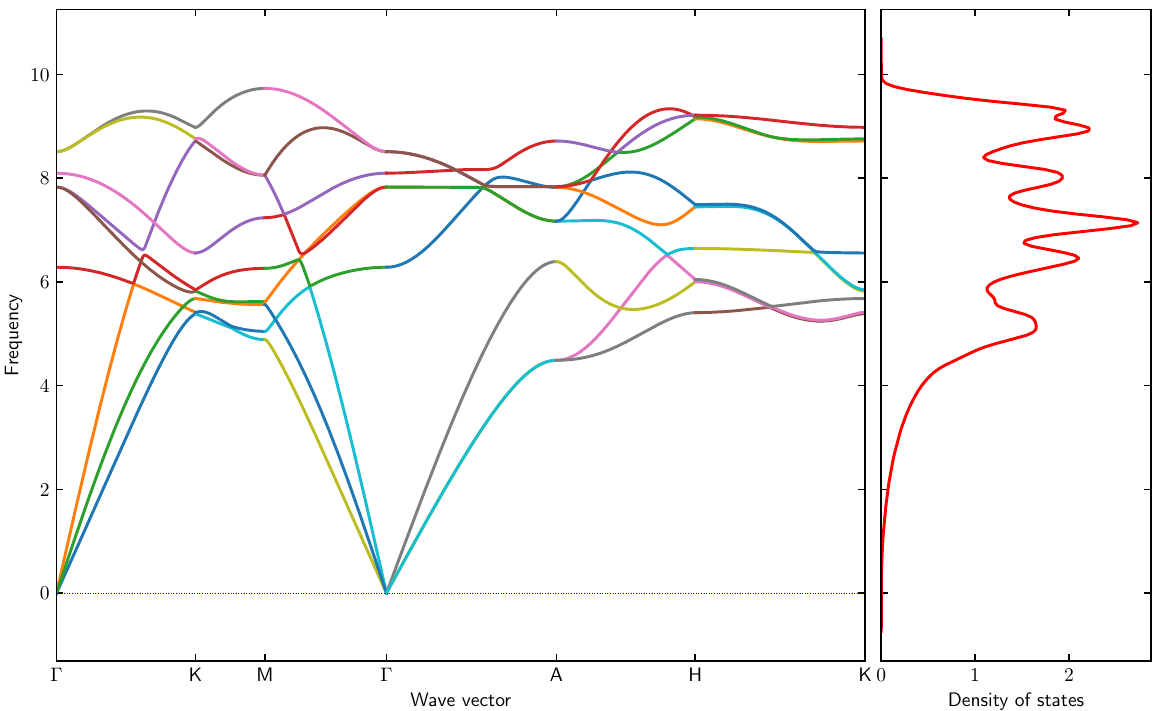 10
8
6
4
2
0
Frequency
Γ K M Γ A H K
Wave vector
0 1 2
Density of states